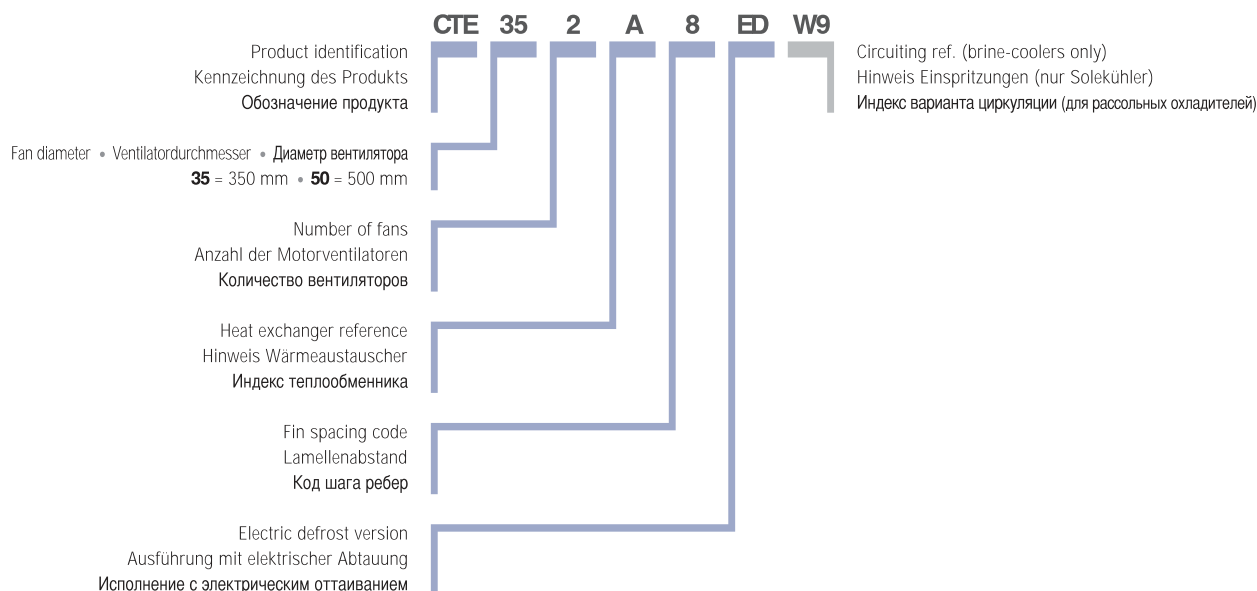 CTE 35 2 A 8 ED W9
Product identification
Kennzeichnung des Produkts
Обозначение продукта
Circuiting ref. (brine-coolers only)
Hinweis Einspritzungen (nur Solekühler)
Индекс варианта циркуляции (для рассольных охладителей)
Fan diameter • Ventilatordurchmesser • Диаметр вентилятора
35 = 350 mm • 50 = 500 mm
Number of fans
Anzahl der Motorventilatoren
Количество вентиляторов
Heat exchanger reference
Hinweis Wärmeaustauscher
Индекс теплообменника
Fin spacing code
Lamellenabstand
Код шага ребер
Electric defrost version
Ausführung mit elektrischer Abtauung
Исполнение с электрическим оттаиванием